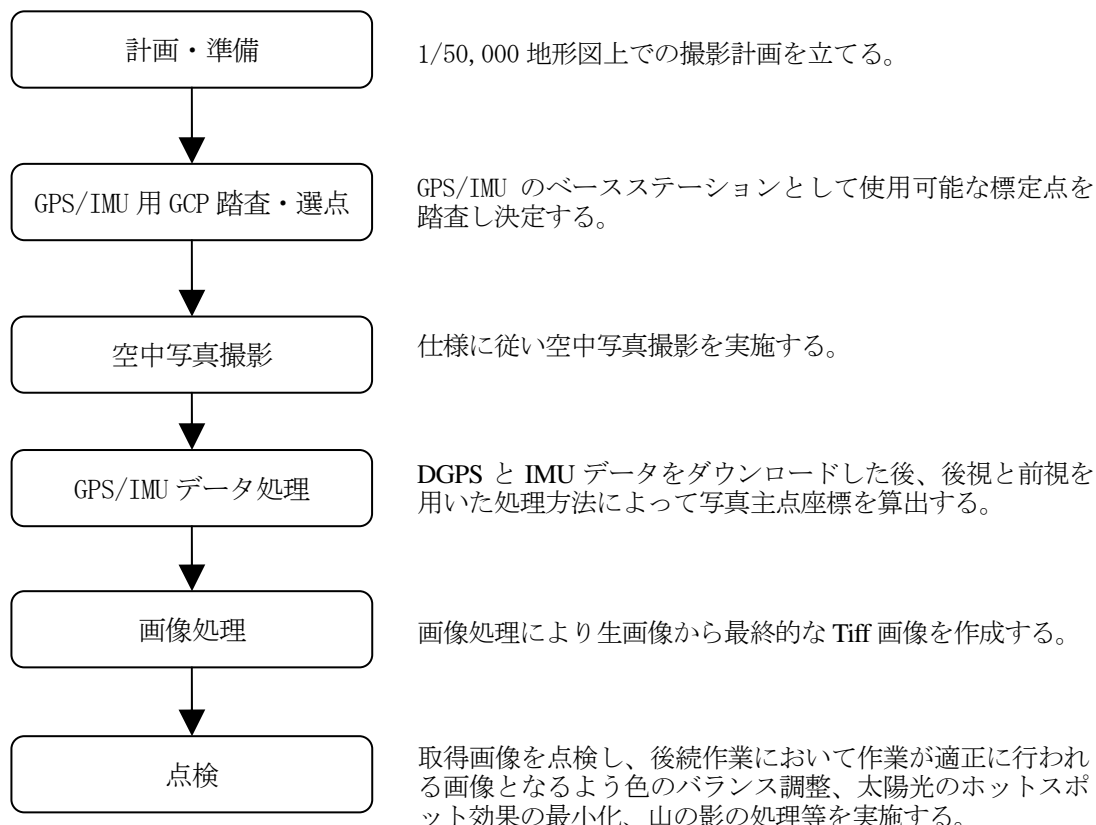 計画・準備
1/50,000 地形図上での撮影計画を立てる。
GPS/IMU 用 GCP 踏査・選点
GPS/IMU のベースステーションとして使用可能な標定点を
踏査し決定する。
空中写真撮影
仕様に従い空中写真撮影を実施する。
GPS/IMU データ処理
DGPS と IMU データをダウンロードした後、後視と前視を
用いた処理方法によって写真主点座標を算出する。
画像処理
画像処理により生画像から最終的な Tiff 画像を作成する。
点検
取得画像を点検し、後続作業において作業が適正に行われ
る画像となるよう色のバランス調整、太陽光のホットスポ
ット効果の最小化、山の影の処理等を実施する。